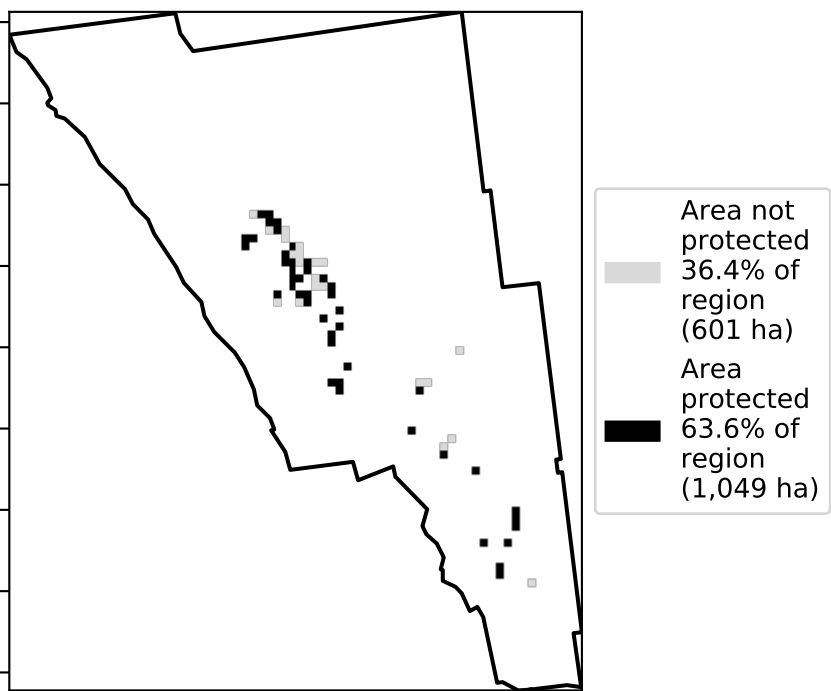 Area not
protected
36.4% of
region
(601 ha)
Area
protected
63.6% of
region
(1,049 ha)